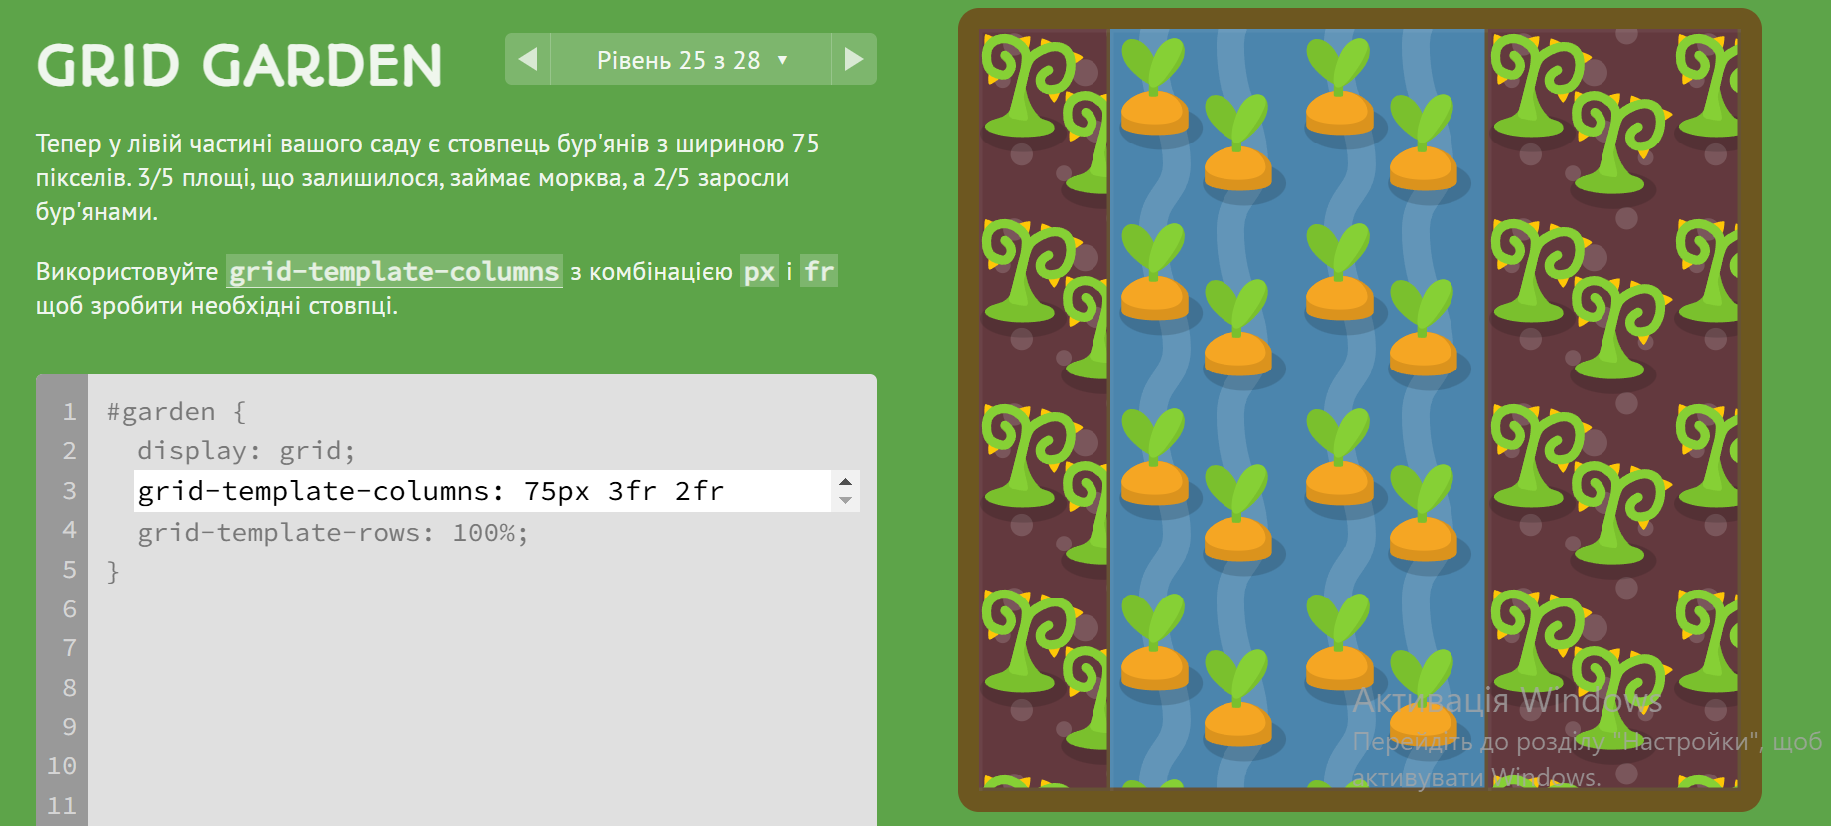 GRID GARDEN
Рівень 25 з 28
Тепер у лівій частині вашого саду є стовпець бур'янів з шириною 75
пікселів. 3/5 площі, що залишилося, займає морква, а 2/5 заросли
бур'янами.
Використовуйте grid-template-columns з комбінацією px і fr
щоб зробити необхідні стовпці.
1 #garden {
2 display: grid;
3 grid-template-columns: 75px 3fr 2fr
4 grid-template-rows: 100%;
5 }
6
7
8
9
10
11
Активація Windows
Перейдіть до розділу "Настройки", щоб
активувати Windows.